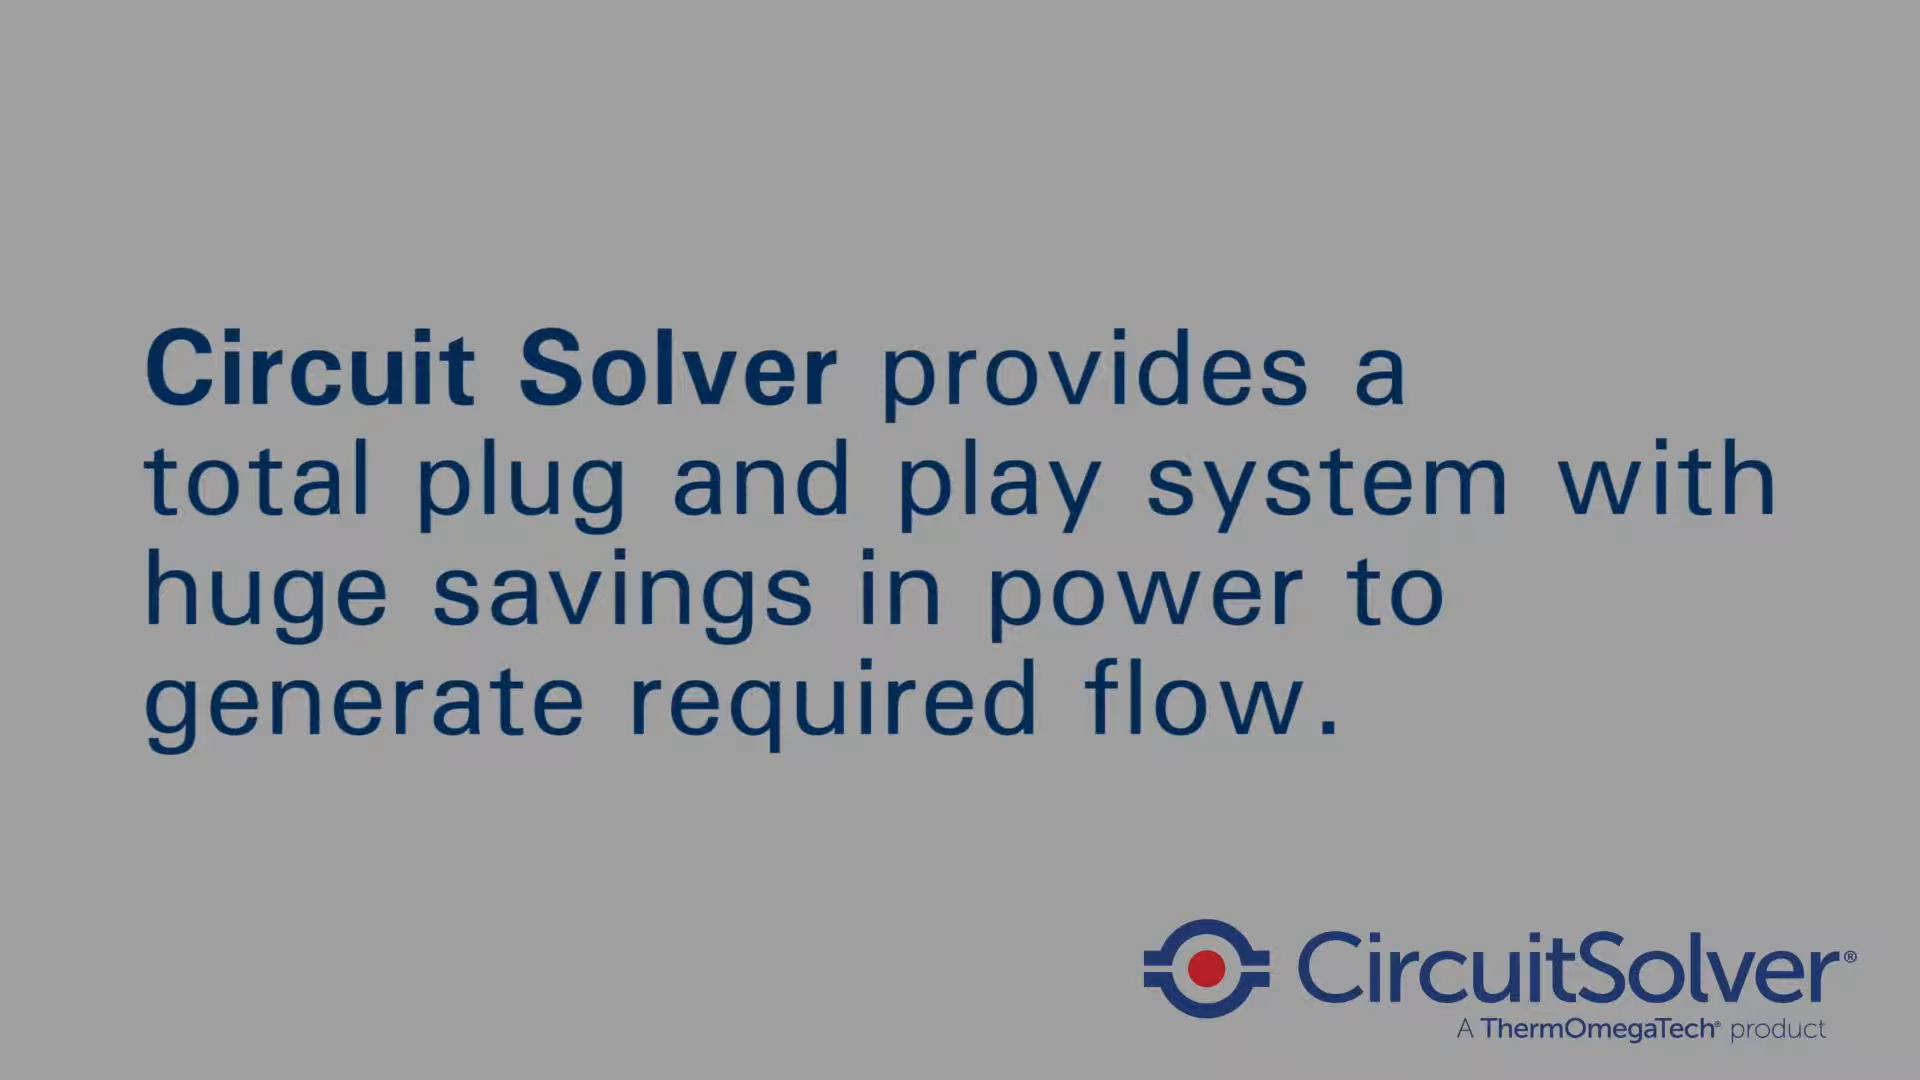 Circuit Solver provides a
total plug and play system with
huge savings in power to
generate required flow.
CircuitSolver®
A ThermOmegaTech® product